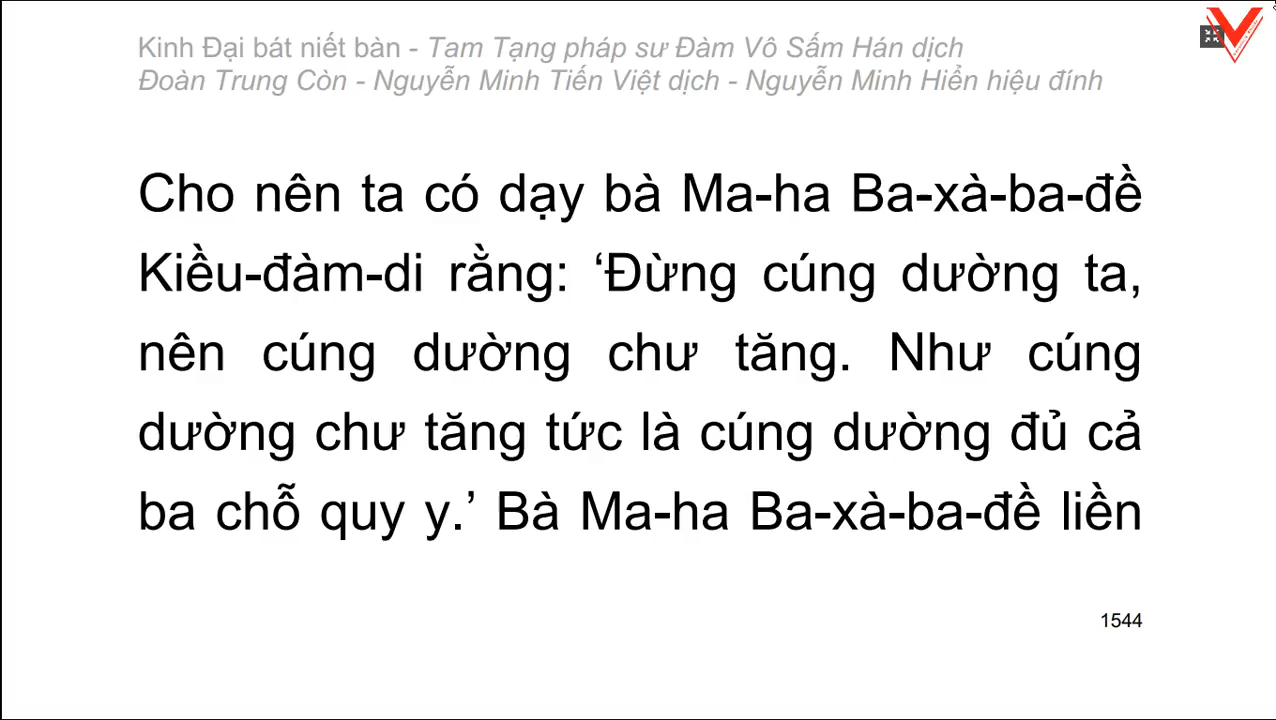 Kinh Đại bát niết bàn - Tam Tạng pháp sư Đàm Vô Sấm Hán dịch
Đoàn Trung Còn - Nguyễn Minh Tiến Việt dịch - Nguyễn Minh Hiển hiệu đính
Cho nên ta có dạy bà Ma-ha Ba-xà-ba-đề
Kiều-đàm-di rằng: ‘Đừng cúng dường ta,
nên cúng dường chư tăng. Như cúng
dường chư tăng tức là cúng dường đủ cả
ba chỗ quy y.’ Bà Ma-ha Ba-xà-ba-đề liền
1544